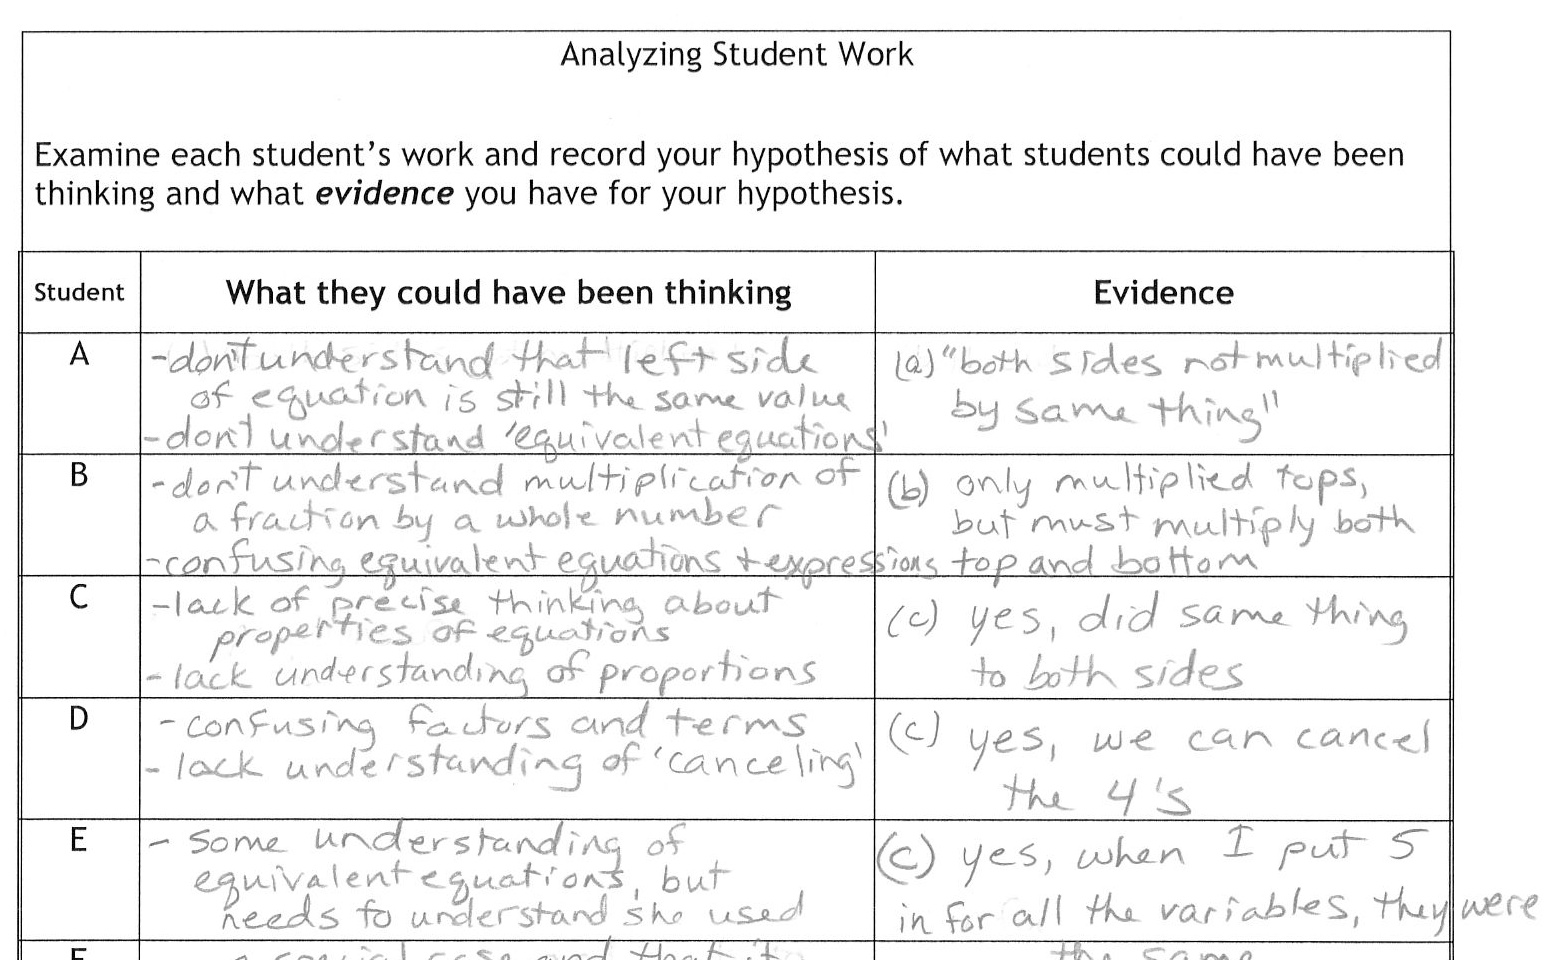 Analyzing Student Work
Examine each student's work and record your hypothesis of what students could have been
thinking and what evidence you have for your hypothesis.
Student What they could have been thinking Evidence
A
-don't understand that left side
of equation is still the same value
-don't understand 'equivalent equations'
(a) "both sides not multiplied
by same thing"
B
-don't understand multiplication of
a fraction by a whole number
-confusing equivalent equations + expressions
(b) only multiplied tops,
but must multiply both
top and bottom
C
-lack of precise thinking about
properties of equations
-lack understanding of proportions
(c) yes, did same thing
to both sides
D
-confusing factors and terms
-lack understanding of 'canceling'
(c) yes, we can cancel
the 4's
E
- some understanding of
equivalent equations, but
needs to understand she used
(c) yes, when I put 5
in for all the variables, they were
F
a special case and that it
the same